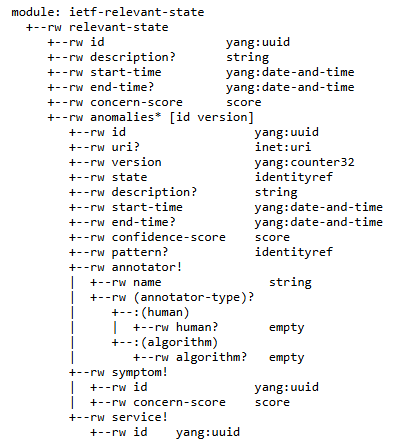 module: ietf-relevant-state
  +--rw relevant-state
     +--rw id                 yang:uuid
     +--rw description?       string
     +--rw start-time         yang:date-and-time
     +--rw end-time?          yang:date-and-time
     +--rw concern-score      score
     +--rw anomalies* [id version]
        +--rw id                  yang:uuid
        +--rw uri?                inet:uri
        +--rw version             yang:counter32
        +--rw state               identityref
        +--rw description?        string
        +--rw start-time          yang:date-and-time
        +--rw end-time?           yang:date-and-time
        +--rw confidence-score    score
        +--rw pattern?            identityref
        +--rw annotator!
        |  +--rw name                 string
        |  +--rw (annotator-type)?
        |     +--:(human)
        |     |  +--rw human?       empty
        |     +--:(algorithm)
        |        +--rw algorithm?   empty
        +--rw symptom!
        |  +--rw id               yang:uuid
        |  +--rw concern-score    score
        +--rw service!
           +--rw id    yang:uuid